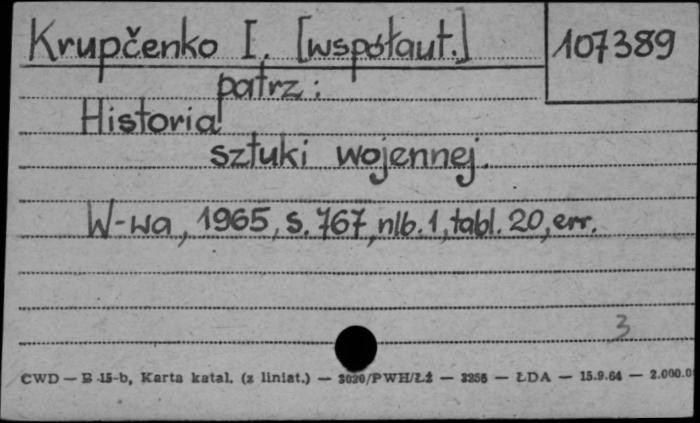 Krupčenko I. [współaut.]
107389
patrz:
Historia
sztuki wojennej.
W-wa, 1965, s. 767, nlb. 1, tabl. 20, err.
3
CWD — B 15-b, Karta katal. (z liniat.) — 3020/PWH/Łż — 3256 — ŁDA — 15.9.64 — 2.000.0